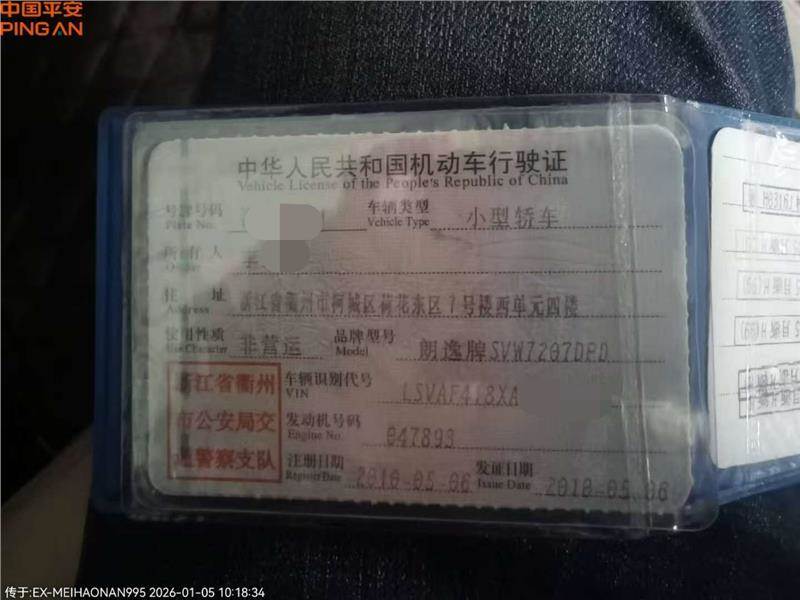 中国平安
PINGAN
中华人民共和国机动车行驶证
Vehicle License of the People's Republic of China
号牌号码
Plate No.
车辆类型
Vehicle Type
小型轿车
所有人
Owner
住址
Address
浙江省衢州市柯城区荷花东区7号楼西单元四楼
使用性质
Use Character
非营运
品牌型号
Model
朗逸牌SVW7207DPD
浙江省衢州
市公安局交
通警察支队
车辆识别代号
VIN
LSVAF418XA
发动机号码
Engine No.
047893
注册日期
Register Date
2010-05-06
发证日期
Issue Date
2010-05-06
传于:EX-MEIHAONAN995 2026-01-05 10:18:34